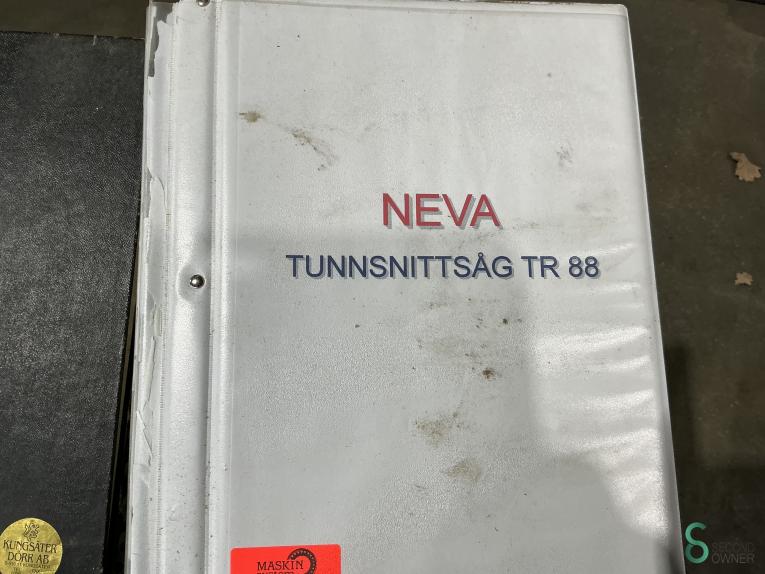 NEVA
TUNNSNITTSÅG TR 88
MASKIN
KUNGSÄTER
DÖRR AB
SECOND
OWNER